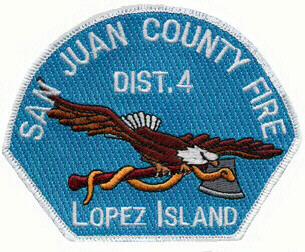 SAN JUAN COUNTY FIRE
DIST. 4
LOPEZ ISLAND